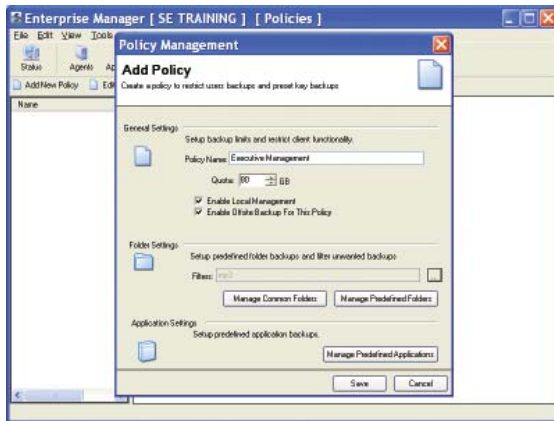 Enterprise Manager [ SE TRAINING ] [ Policies ]
File Edit View Tools
Policy Management
Status Agents
Add New Policy
Name
Add Policy
Create a policy to restrict users backups and preset key backups
General Settings
Setup backup limits and restrict client functionality.
Policy Name: Executive Management
Quota: 80 GB
Enable Local Management
Enable Offsite Backup For This Policy
Folder Settings
Setup predefined folder backups and filter unwanted backups
Filters: mp3
...
Manage Common Folders Manage Predefined Folders
Application Settings
Setup predefined application backups.
Manage Predefined Applications
Save Cancel